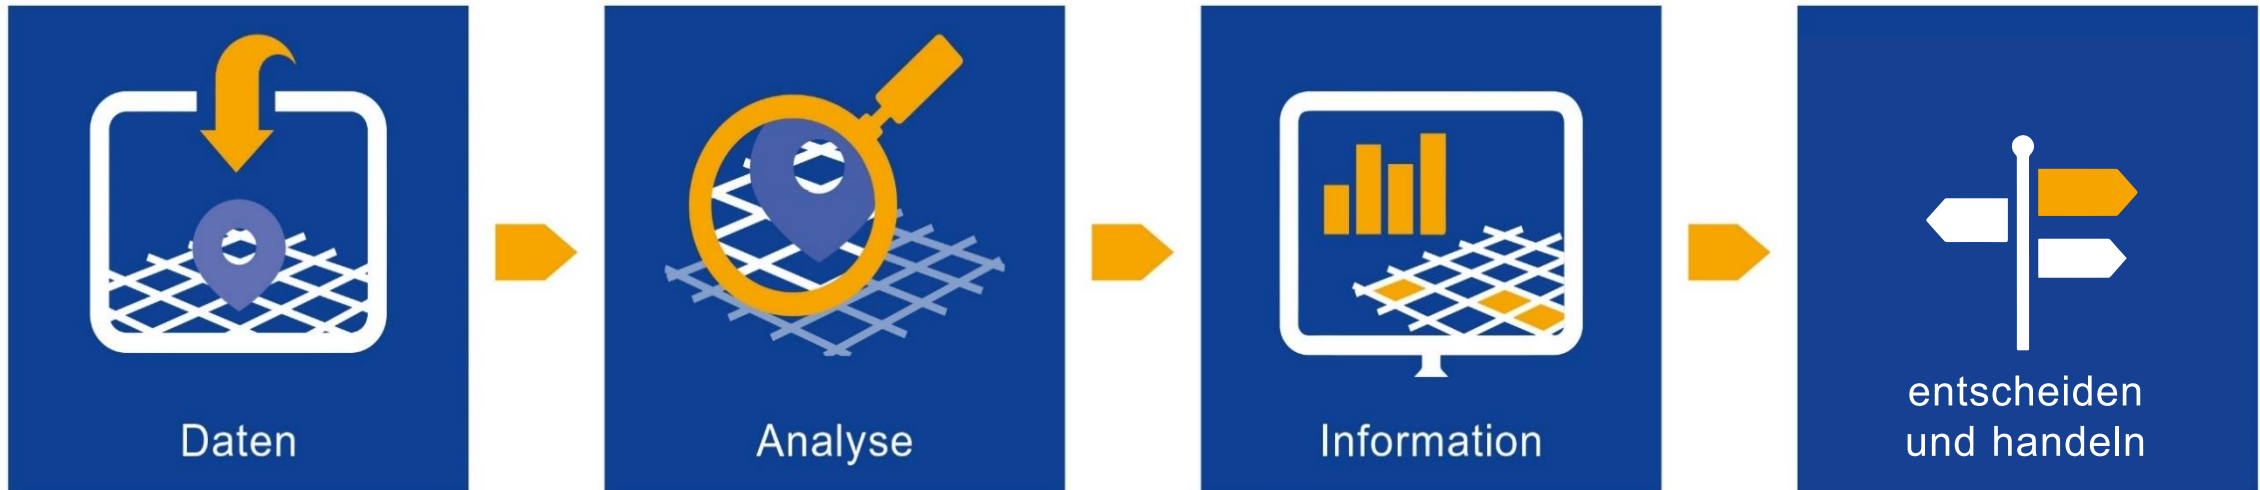 Daten
Analyse
Information
entscheiden
und handeln